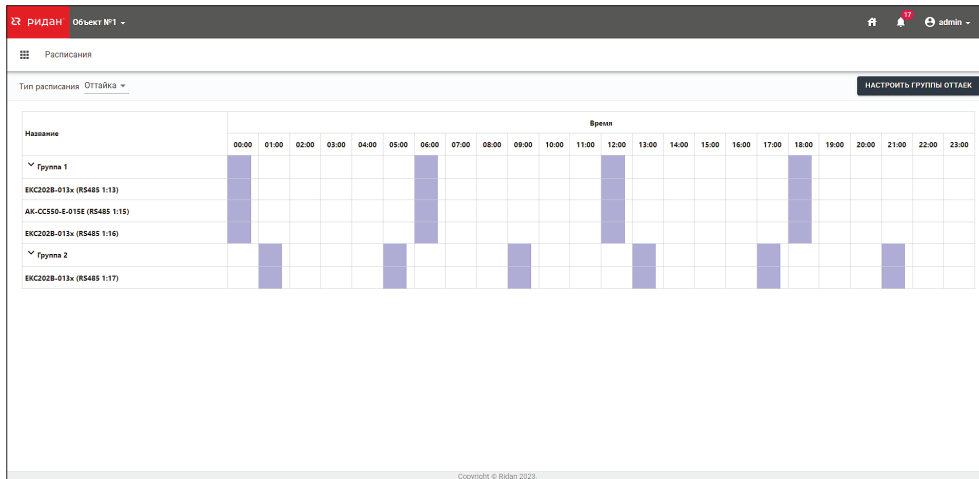 ридан Объект №1 17 admin
Расписания
Тип расписания Оттайка НАСТРОИТЬ ГРУППЫ ОТТАЕК
Название Время
00:00 01:00 02:00 03:00 04:00 05:00 06:00 07:00 08:00 09:00 10:00 11:00 12:00 13:00 14:00 15:00 16:00 17:00 18:00 19:00 20:00 21:00 22:00 23:00
Группа 1
EKC202B-013x (RS485 1:13)
AK-CC550-E-015E (RS485 1:15)
EKC202B-013x (RS485 1:16)
Группа 2
EKC202B-013x (RS485 1:17)
Copyright © Ridan 2023.